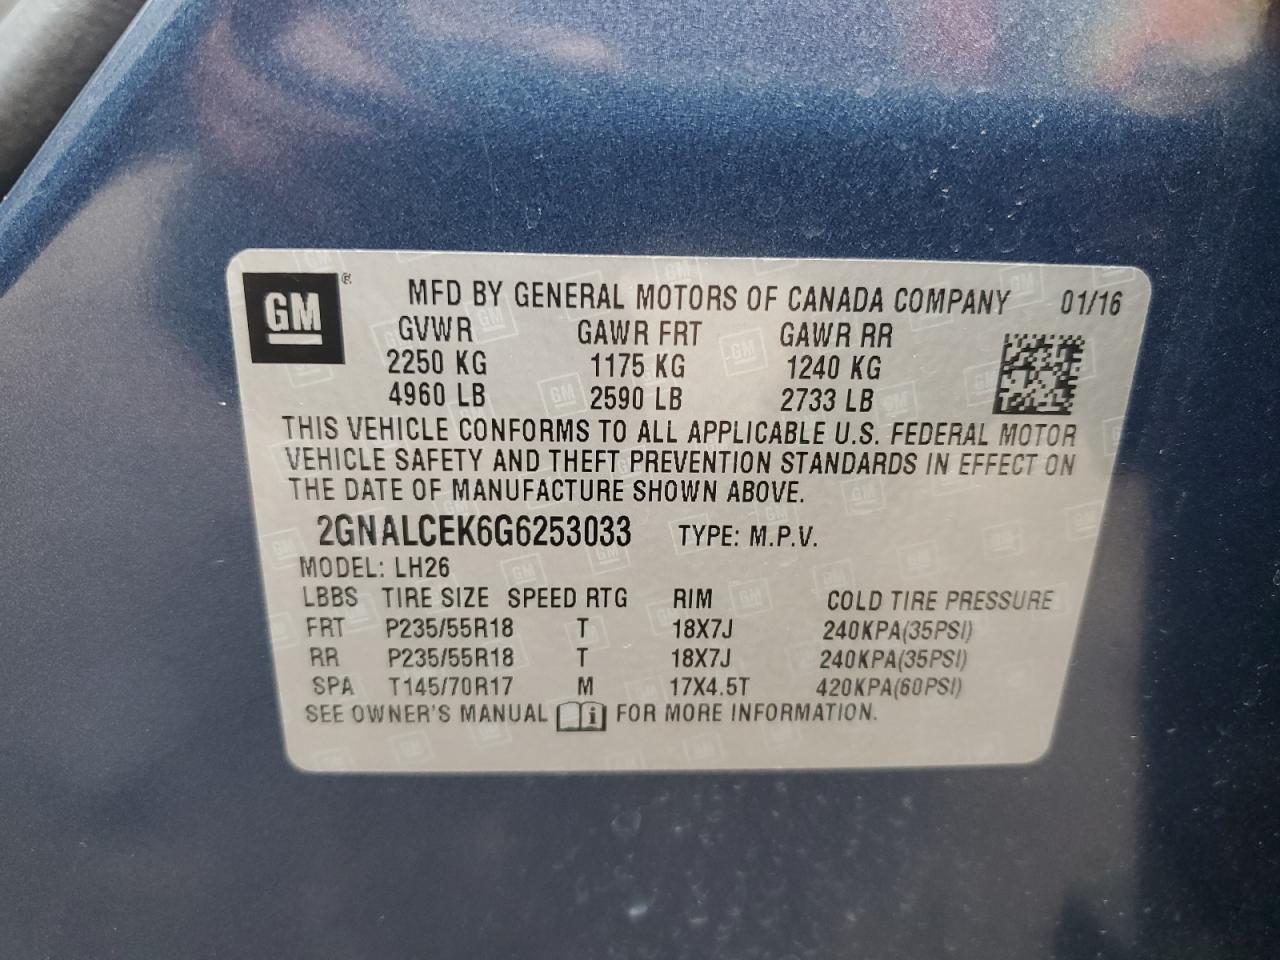 GM ® MFD BY GENERAL MOTORS OF CANADA COMPANY 01/16
GVWR GAWR FRT GAWR RR
2250 KG 1175 KG 1240 KG
4960 LB 2590 LB 2733 LB
THIS VEHICLE CONFORMS TO ALL APPLICABLE U.S. FEDERAL MOTOR
VEHICLE SAFETY AND THEFT PREVENTION STANDARDS IN EFFECT ON
THE DATE OF MANUFACTURE SHOWN ABOVE.
2GNALCEK6G6253033 TYPE: M.P.V.
MODEL: LH26
LBBS TIRE SIZE SPEED RTG RIM COLD TIRE PRESSURE
FRT P235/55R18 T 18X7J 240KPA(35PSI)
RR P235/55R18 T 18X7J 240KPA(35PSI)
SPA T145/70R17 M 17X4.5T 420KPA(60PSI)
SEE OWNER'S MANUAL i FOR MORE INFORMATION.